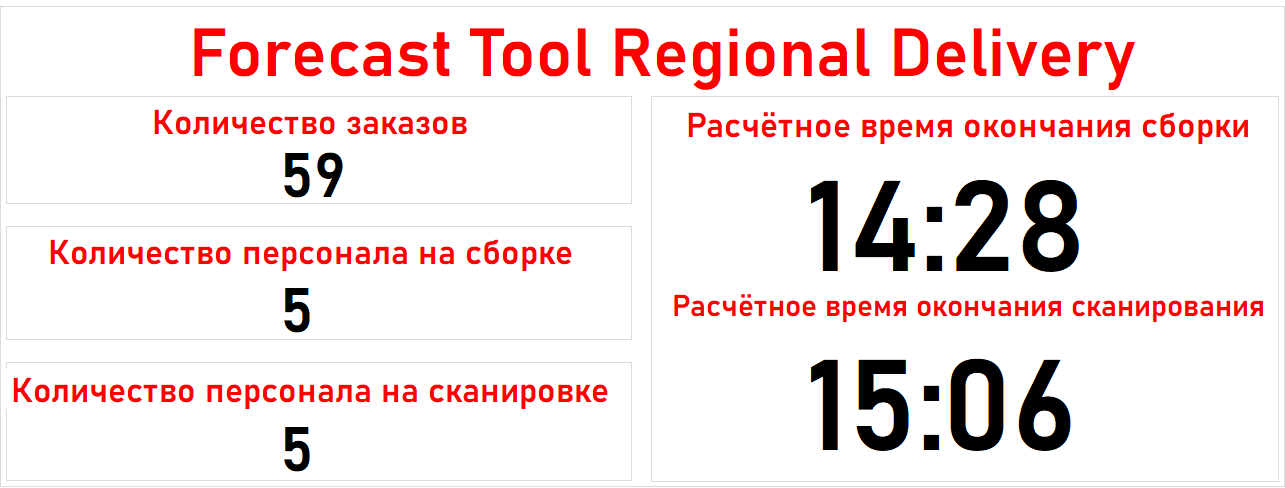 Forecast Tool Regional Delivery
Количество заказов
59
Количество персонала на сборке
5
Количество персонала на сканировке
5
Расчётное время окончания сборки
14:28
Расчётное время окончания сканирования
15:06